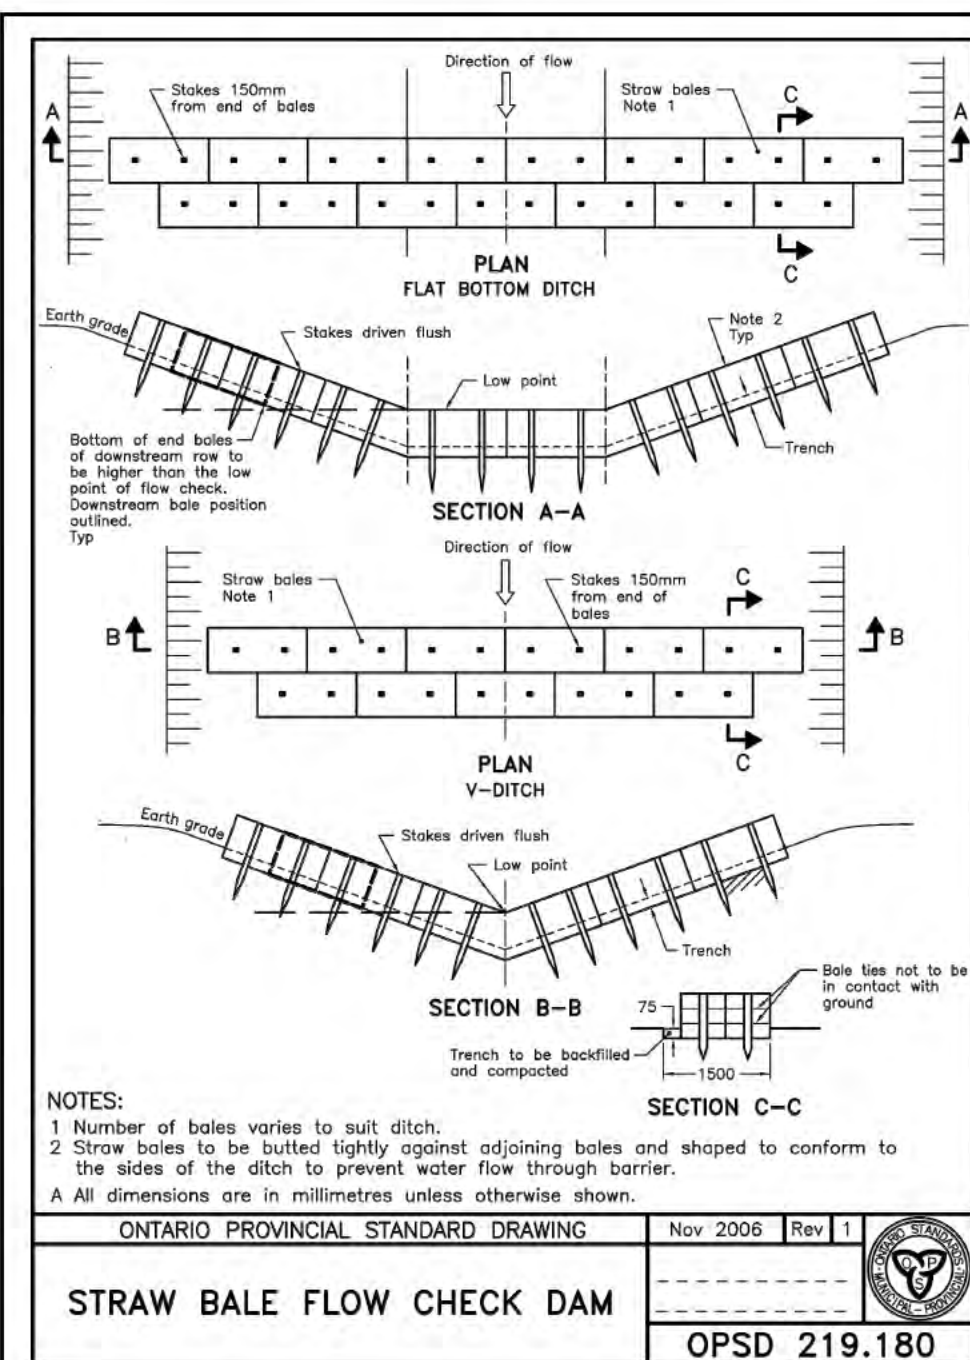 Direction of flow
Stakes 150mm
from end of bales
Straw bales
Note 1
C
A
A
C
PLAN
FLAT BOTTOM DITCH
Earth grade
Stakes driven flush
Note 2
Typ
Low point
Bottom of end bales
of downstream row to
be higher than the low
point of flow check.
Downstream bale position
outlined.
Typ
Trench
SECTION A-A
Direction of flow
Straw bales
Note 1
Stakes 150mm
from end of
bales
C
B
B
C
PLAN
V-DITCH
Earth grade
Stakes driven flush
Low point
Trench
SECTION B-B
Bale ties not to be
in contact with
ground
75
Trench to be backfilled
and compacted
1500
SECTION C-C
NOTES:
1 Number of bales varies to suit ditch.
2 Straw bales to be butted tightly against adjoining bales and shaped to conform to
the sides of the ditch to prevent water flow through barrier.
A All dimensions are in millimetres unless otherwise shown.
ONTARIO PROVINCIAL STANDARD DRAWING
Nov 2006 Rev 1
STRAW BALE FLOW CHECK DAM
ONTARIO STANDARDS
MUNICIPAL - PROVINCIAL
O P S
OPSD 219.180